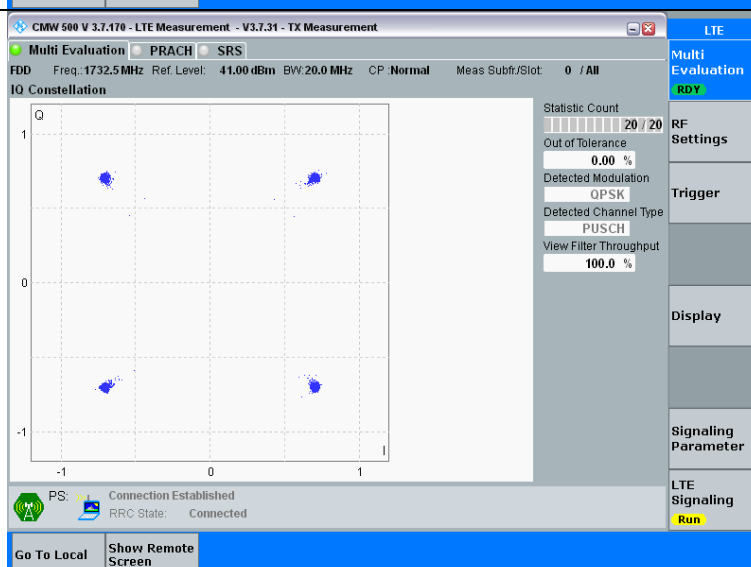 CMW 500 V 3.7.170 - LTE Measurement - V3.7.31 - TX Measurement
LTE
Multi Evaluation PRACH SRS
Multi
Evaluation
RDY
FDD Freq.:1732.5 MHz Ref. Level: 41.00 dBm BW:20.0 MHz CP :Normal Meas Subfr./Slot: 0 / All
IQ Constellation
Q
1
0
-1
-1 0 1
I
Statistic Count
20 / 20
Out of Tolerance
0.00 %
Detected Modulation
QPSK
Detected Channel Type
PUSCH
View Filter Throughput
100.0 %
RF
Settings
Trigger
Display
Signaling
Parameter
LTE
Signaling
Run
PS: Connection Established
RRC State: Connected
Go To Local
Show Remote
Screen